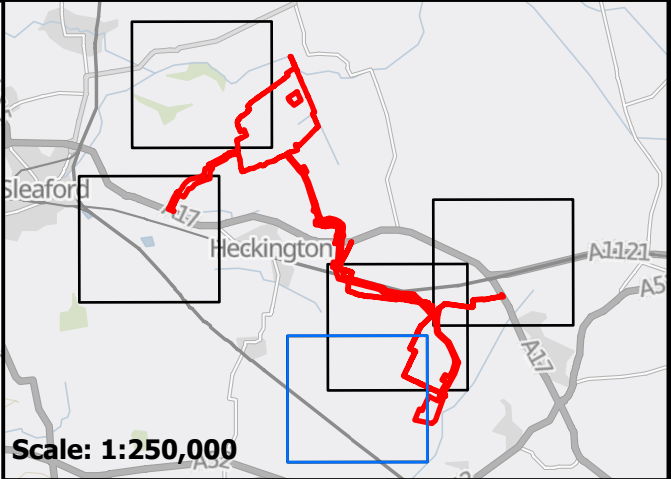 Sleaford
A17
Heckington
A1121
A5
A17
Scale: 1:250,000
A52